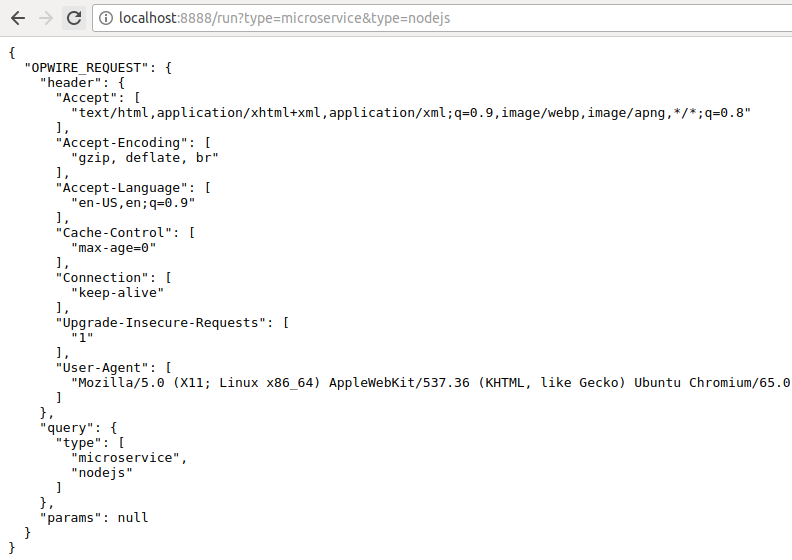 localhost:8888/run?type=microservice&type=nodejs
{
  "OPWIRE_REQUEST": {
    "header": {
      "Accept": [
        "text/html,application/xhtml+xml,application/xml;q=0.9,image/webp,image/apng,*/*;q=0.8"
      ],
      "Accept-Encoding": [
        "gzip, deflate, br"
      ],
      "Accept-Language": [
        "en-US,en;q=0.9"
      ],
      "Cache-Control": [
        "max-age=0"
      ],
      "Connection": [
        "keep-alive"
      ],
      "Upgrade-Insecure-Requests": [
        "1"
      ],
      "User-Agent": [
        "Mozilla/5.0 (X11; Linux x86_64) AppleWebKit/537.36 (KHTML, like Gecko) Ubuntu Chromium/65.0
      ]
    },
    "query": {
      "type": [
        "microservice",
        "nodejs"
      ]
    },
    "params": null
  }
}